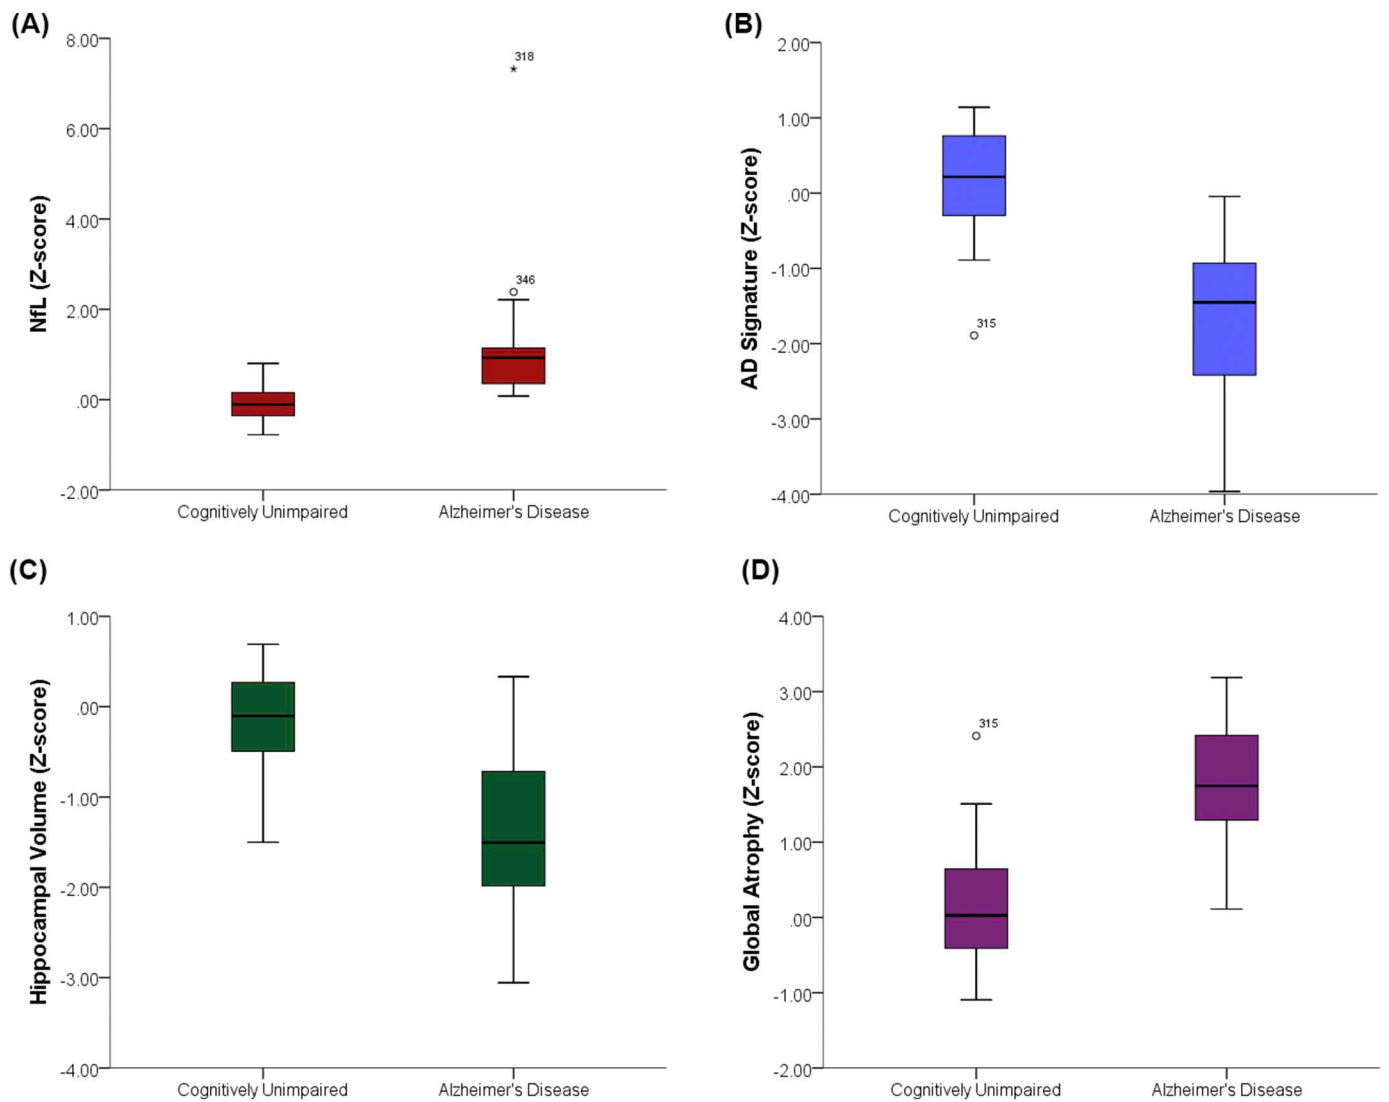 (A)
NfL (Z-score)
8.00
6.00
4.00
2.00
.00
-2.00
318
346
Cognitively Unimpaired
Alzheimer's Disease
(B)
AD Signature (Z-score)
2.00
1.00
.00
-1.00
-2.00
-3.00
-4.00
315
Cognitively Unimpaired
Alzheimer's Disease
(C)
Hippocampal Volume (Z-score)
1.00
.00
-1.00
-2.00
-3.00
-4.00
Cognitively Unimpaired
Alzheimer's Disease
(D)
Global Atrophy (Z-score)
4.00
3.00
2.00
1.00
.00
-1.00
-2.00
315
Cognitively Unimpaired
Alzheimer's Disease